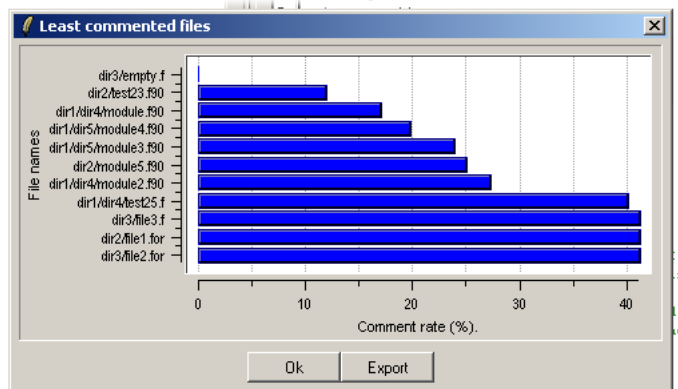 Least commented files
File names
dir3/empty.f
dir2/test23.f90
dir1/dir4/module.f90
dir1/dir5/module4.f90
dir1/dir5/module3.f90
dir2/module5.f90
dir1/dir4/module2.f90
dir1/dir4/test25.f
dir3/file3.f
dir2/file1.for
dir3/file2.for
0 10 20 30 40
Comment rate (%).
Ok Export